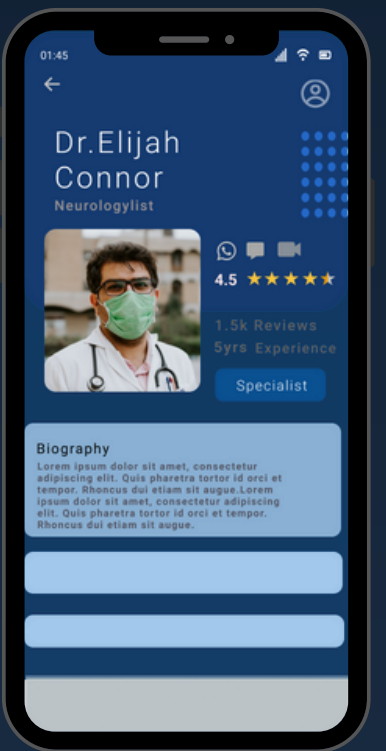 01:45
Dr.Elijah
Connor
Neurologylist
4.5
1.5k Reviews
5yrs Experience
Specialist
Biography
Lorem ipsum dolor sit amet, consectetur
adipiscing elit. Quis pharetra tortor id orci et
tempor. Rhoncus dui etiam sit augue.Lorem
ipsum dolor sit amet, consectetur adipiscing
elit. Quis pharetra tortor id orci et tempor.
Rhoncus dui etiam sit augue.